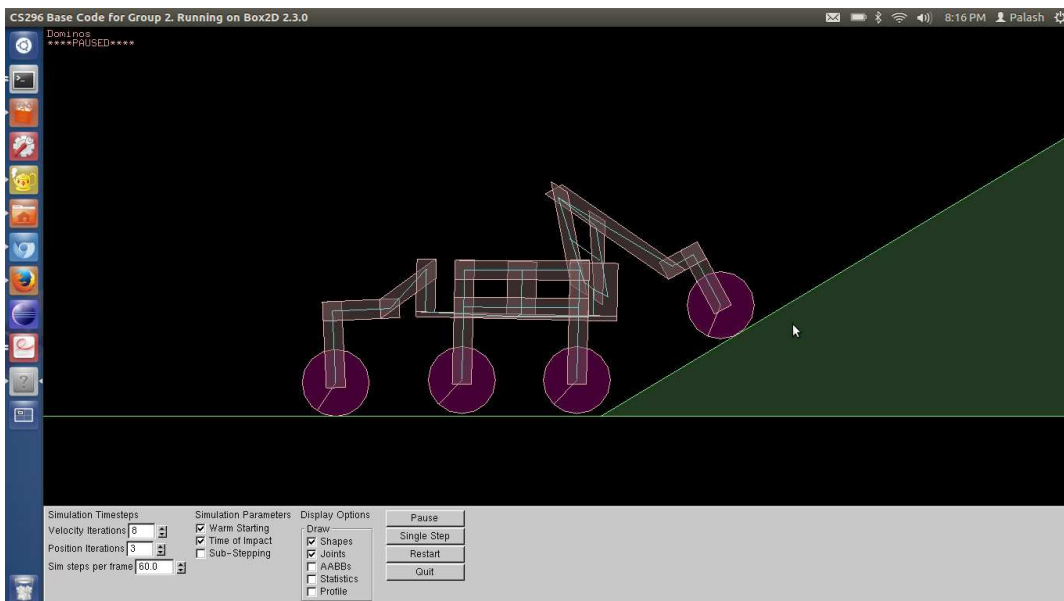 CS296 Base Code for Group 2. Running on Box2D 2.3.0
8:16 PM Palash
Dominos
****PAUSED****
Simulation Timesteps
Velocity Iterations 8
Position Iterations 3
Sim steps per frame 60.0
Simulation Parameters
Warm Starting
Time of Impact
Sub-Stepping
Display Options
Draw
Shapes
Joints
AABBs
Statistics
Profile
Pause
Single Step
Restart
Quit